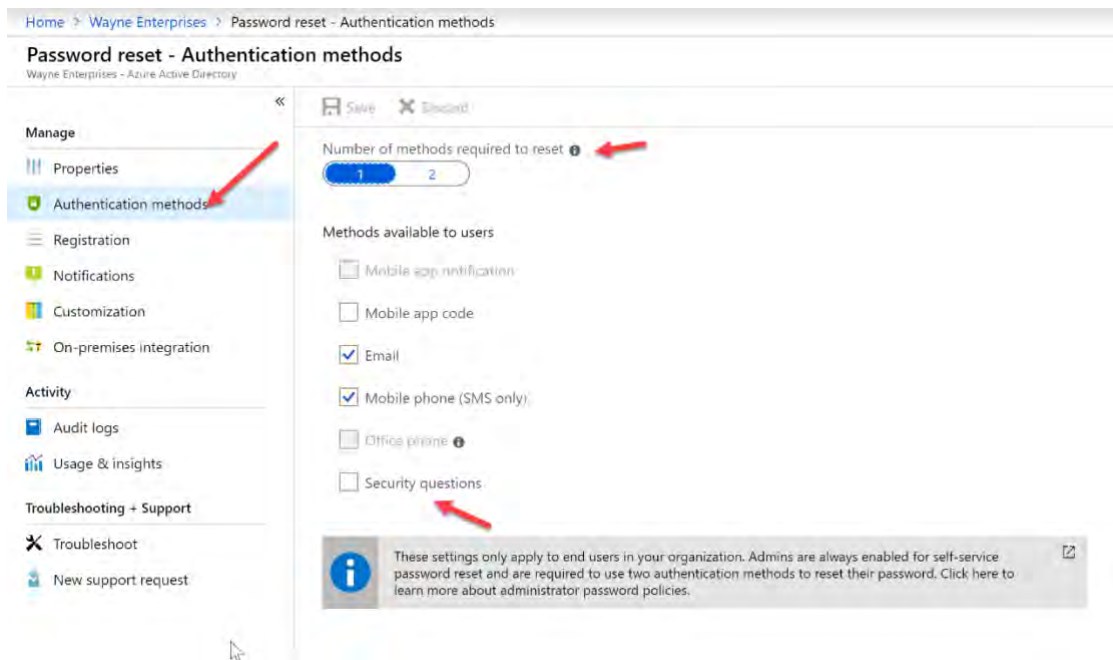 Home > Wayne Enterprises > Password reset - Authentication methods
Password reset - Authentication methods
Wayne Enterprises - Azure Active Directory
«
Manage
Properties
Authentication methods
Registration
Notifications
Customization
On-premises integration
Activity
Audit logs
Usage & insights
Troubleshooting + Support
Troubleshoot
New support request
Save Discard
Number of methods required to reset
1 2
Methods available to users
Mobile app notification
Mobile app code
Email
Mobile phone (SMS only)
Office phone
Security questions
These settings only apply to end users in your organization. Admins are always enabled for self-service
password reset and are required to use two authentication methods to reset their password. Click here to
learn more about administrator password policies.